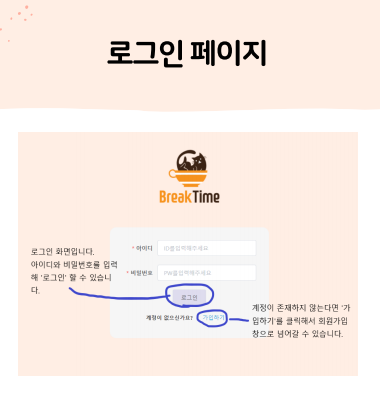 로그인 페이지
BreakTime
로그인 화면입니다.
아이디와 비밀번호를 입력
해 '로그인' 할 수 있습니
다.
* 아이디
ID를입력해주세요
* 비밀번호
PW를입력해주세요
로그인
계정이 없으신가요? 가입하기
계정이 존재하지 않는다면 '가
입하기'를 클릭해서 회원가입
창으로 넘어갈 수 있습니다.